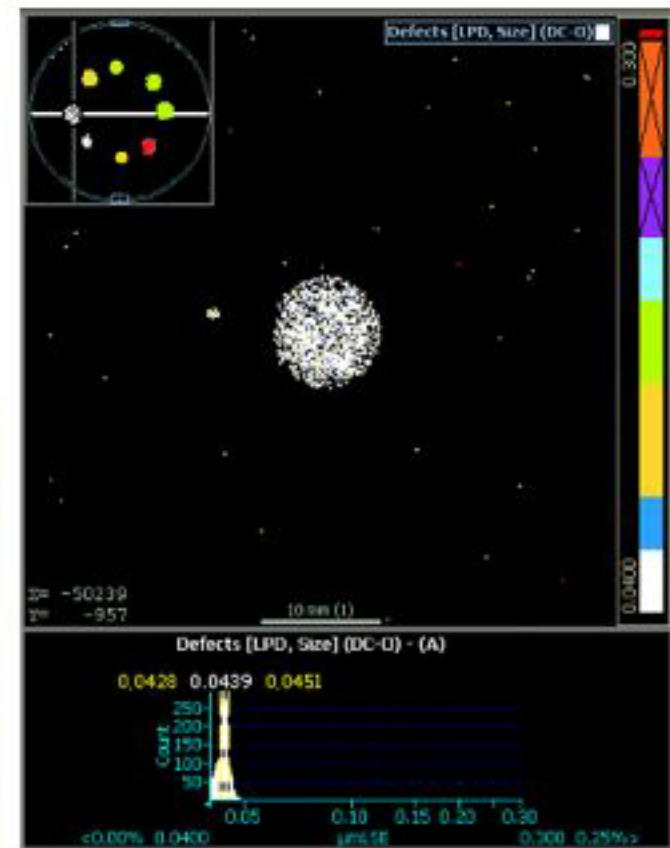 Defects [LPD, Size] (DC-O)
0.300
0.0400
X= -50239
Y= -957
10 mm (1)
Defects [LPD, Size] (DC-O) - (A)
0.0428 0.0439 0.0451
Count
250
200
150
100
50
0.05 0.10 0.15 0.20 0.30
<0.00% 0.0400 µmLSE 0.300 0.25%>